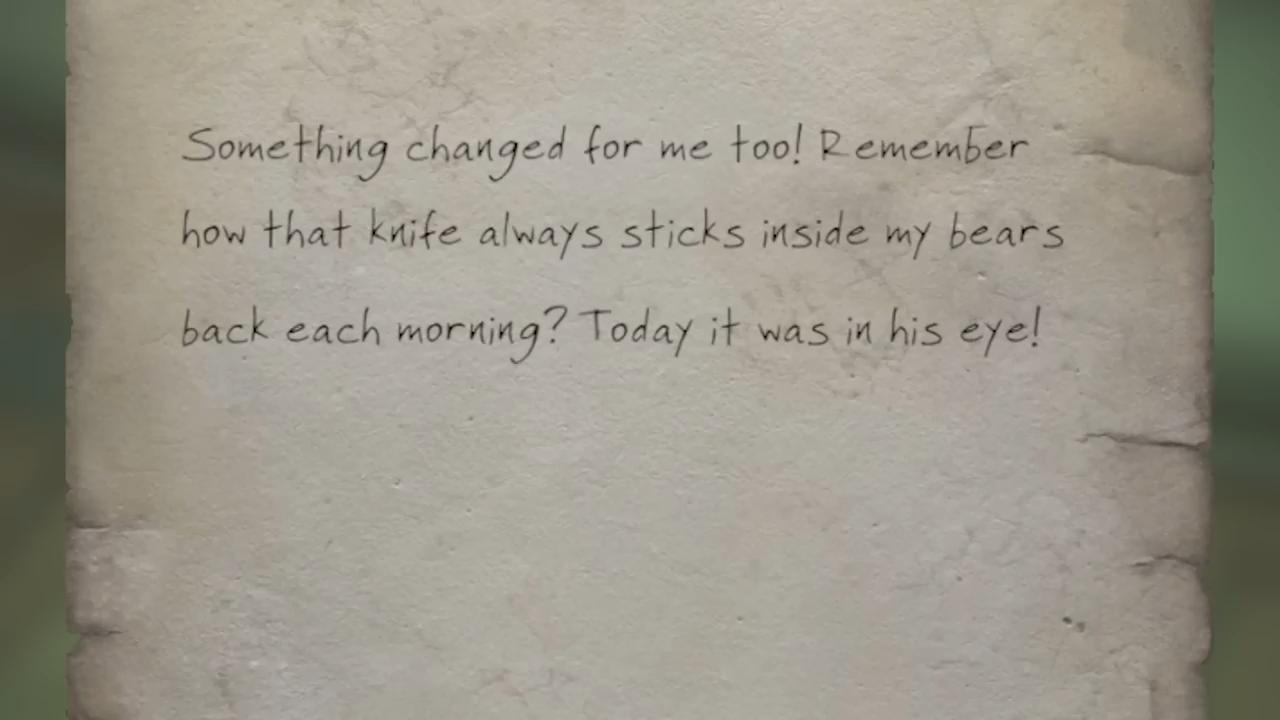 Something changed for me too! Remember
how that knife always sticks inside my bears
back each morning? Today it was in his eye!